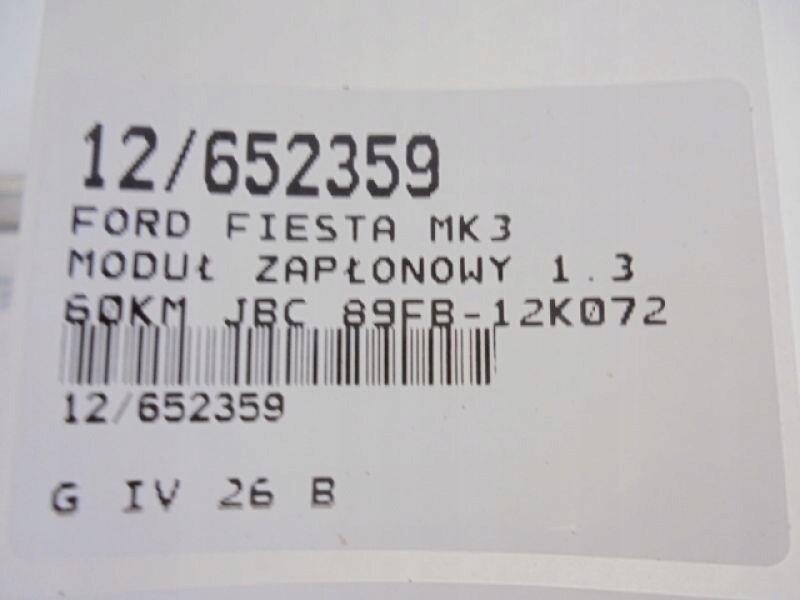 12/652359
FORD FIESTA MK3
MODUŁ ZAPŁONOWY 1.3
60KM JBC 89FB-12K072
12/652359
G IV 26 B